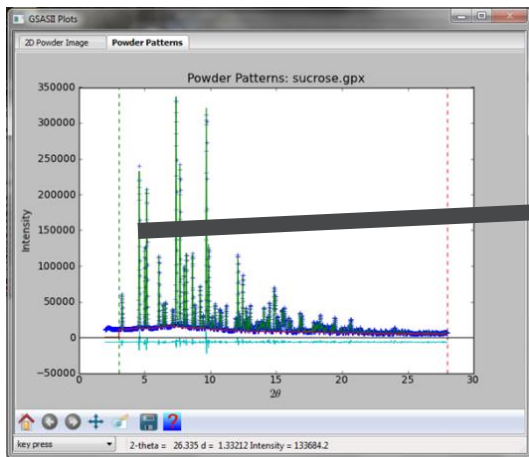 GSASII Plots
2D Powder Image Powder Patterns
Powder Patterns: sucrose.gpx
350000
300000
250000
200000
150000
100000
50000
0
−50000
Intensity
0 5 10 15 20 25 30
2θ
key press 2-theta = 26.335 d = 1.33212 Intensity = 133684.2